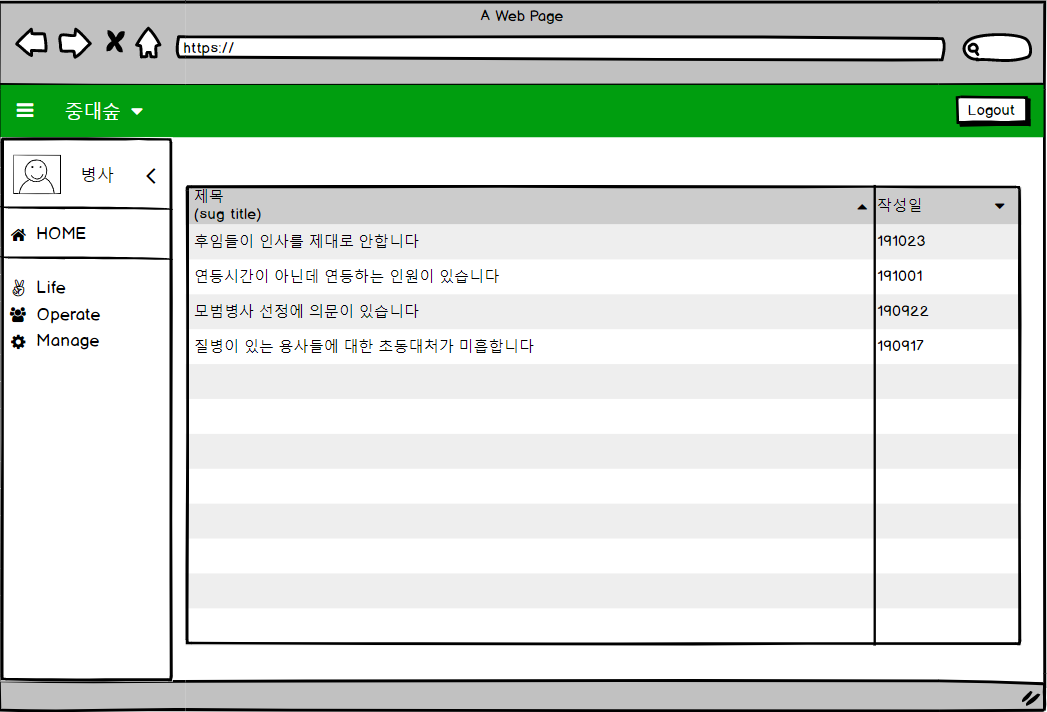 A Web Page
https://
중대숲
Logout
병사
HOME
Life
Operate
Manage
제목
(sug title)
작성일
후임들이 인사를 제대로 안합니다
191023
연등시간이 아닌데 연등하는 인원이 있습니다
191001
모범병사 선정에 의문이 있습니다
190922
질병이 있는 용사들에 대한 초동대처가 미흡합니다
190917